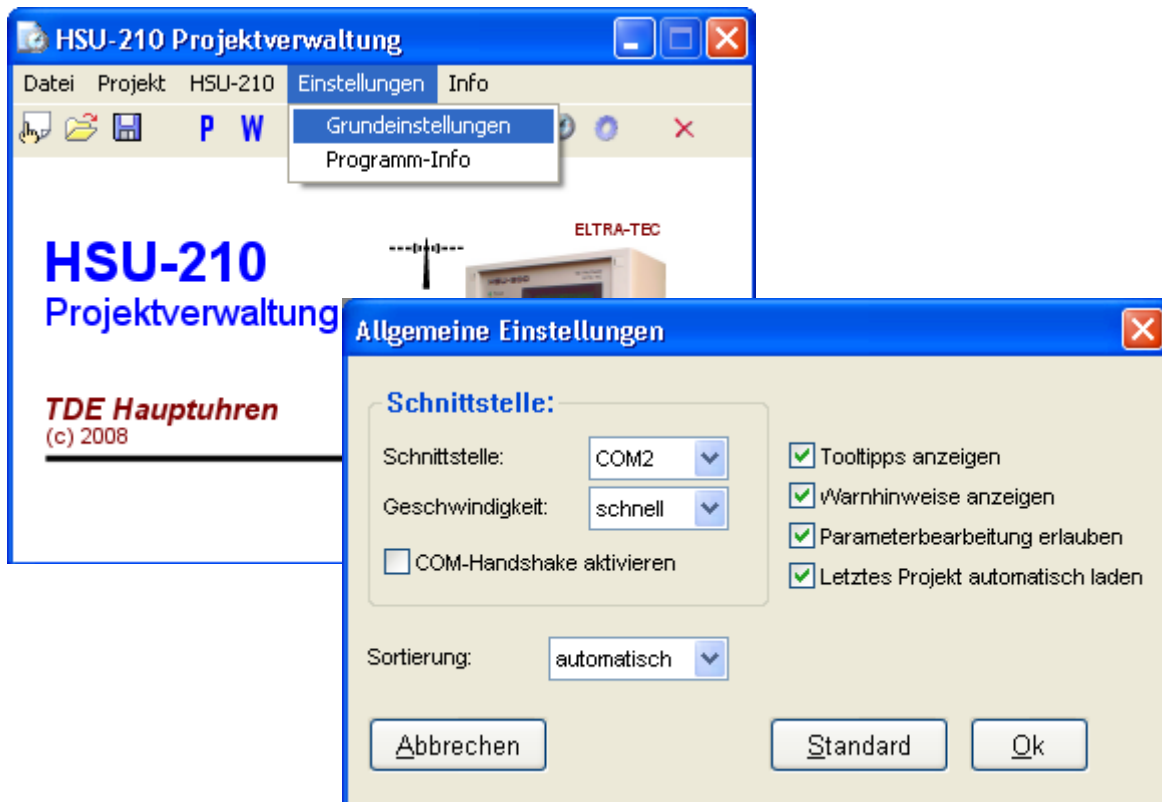 HSU-210 Projektverwaltung
Datei Projekt HSU-210 Einstellungen Info
P W
Grundeinstellungen
Programm-Info
ELTRA-TEC
HSU-210
Projektverwaltung
TDE Hauptuhren
(c) 2008
Allgemeine Einstellungen
Schnittstelle:
Schnittstelle: COM2
Geschwindigkeit: schnell
COM-Handshake aktivieren
Tooltipps anzeigen
Warnhinweise anzeigen
Parameterbearbeitung erlauben
Letztes Projekt automatisch laden
Sortierung: automatisch
Abbrechen Standard Ok